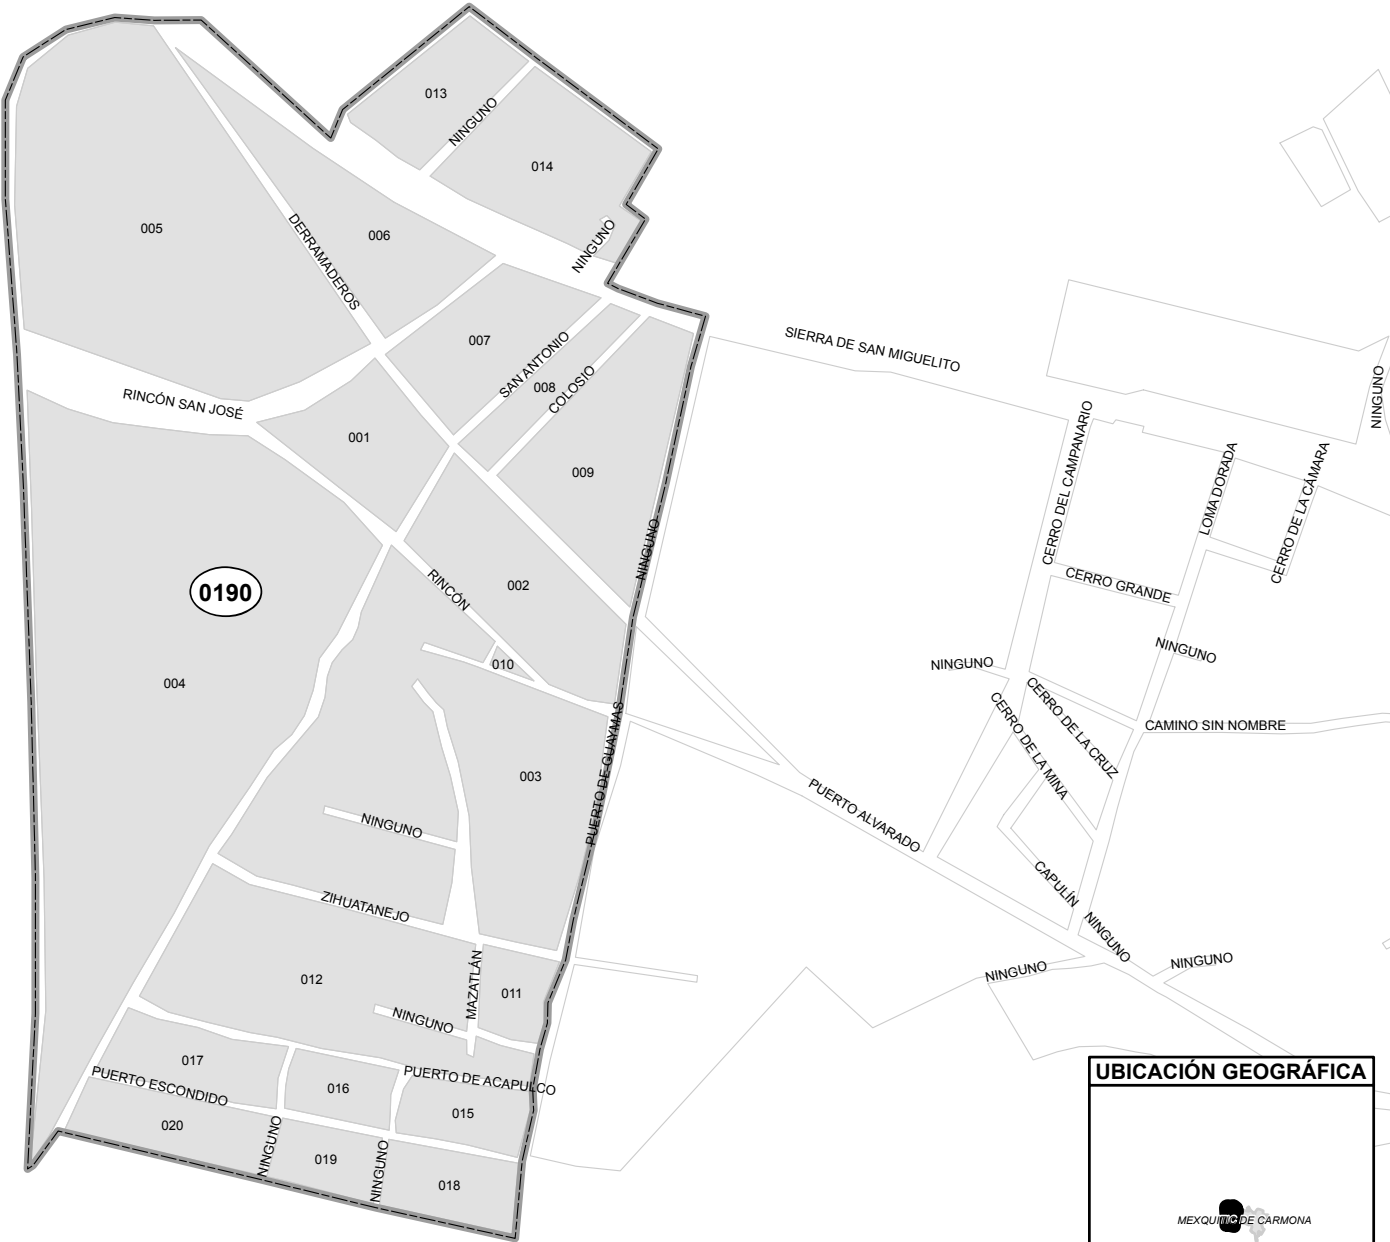 013
NINGUNO
014
005
DERRAMADEROS
006
NINGUNO
007
SAN ANTONIO
008
COLOSIO
SIERRA DE SAN MIGUELITO
NINGUNO
RINCÓN SAN JOSÉ
001
009
CERRO DEL CAMPANARIO
LOMA DORADA
CERRO DE LA CÁMARA
NINGUNO
0190
RINCÓN
002
CERRO GRANDE
NINGUNO
010
NINGUNO
004
CERRO DE LA CRUZ
CERRO DE LA MINA
CAMINO SIN NOMBRE
PUERTO DE GUAYMAS
003
NINGUNO
PUERTO ALVARADO
ZIHUATANEJO
CAPULÍN
NINGUNO
012
MAZATLÁN
011
NINGUNO
NINGUNO
NINGUNO
017
PUERTO ESCONDIDO
016
PUERTO DE ACAPULCO
015
020
NINGUNO
019
NINGUNO
018
UBICACIÓN GEOGRÁFICA
MEXQUITIC DE CARMONA